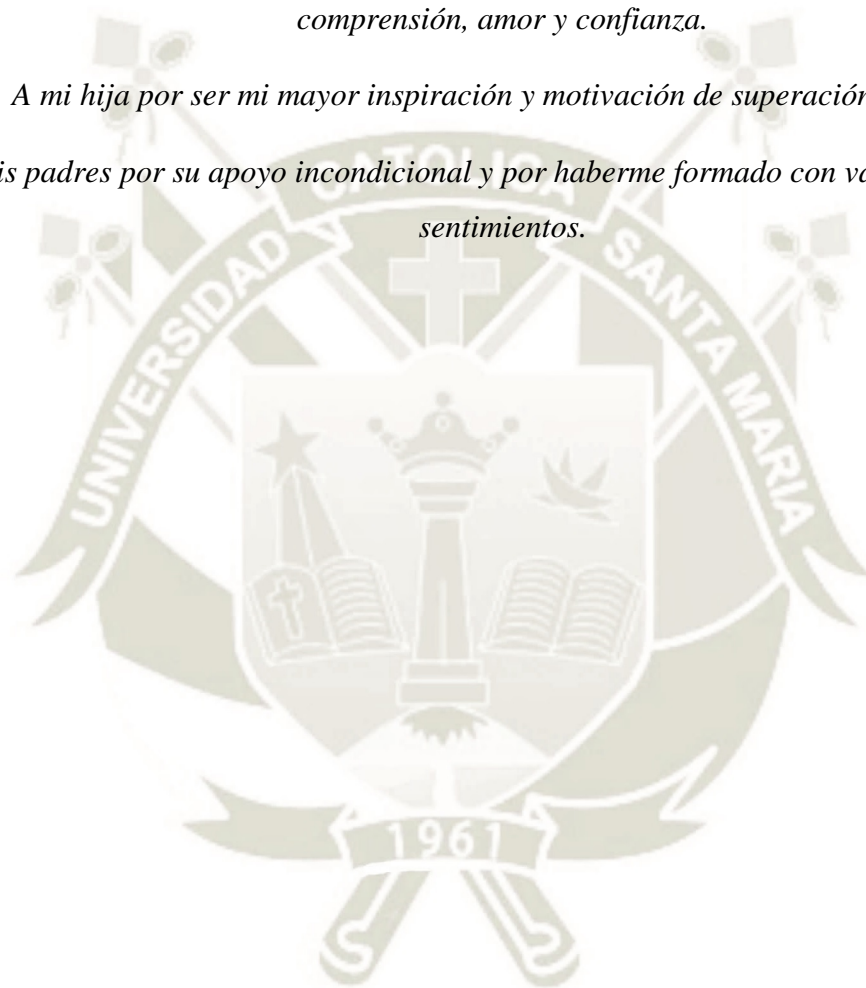 comprensión, amor y confianza.
A mi hija por ser mi mayor inspiración y motivación de superación
padres por su apoyo incondicional y por haberme formado con
sentimientos.
UNIVERSIDAD CATOLICA SANTA MARIA
1961